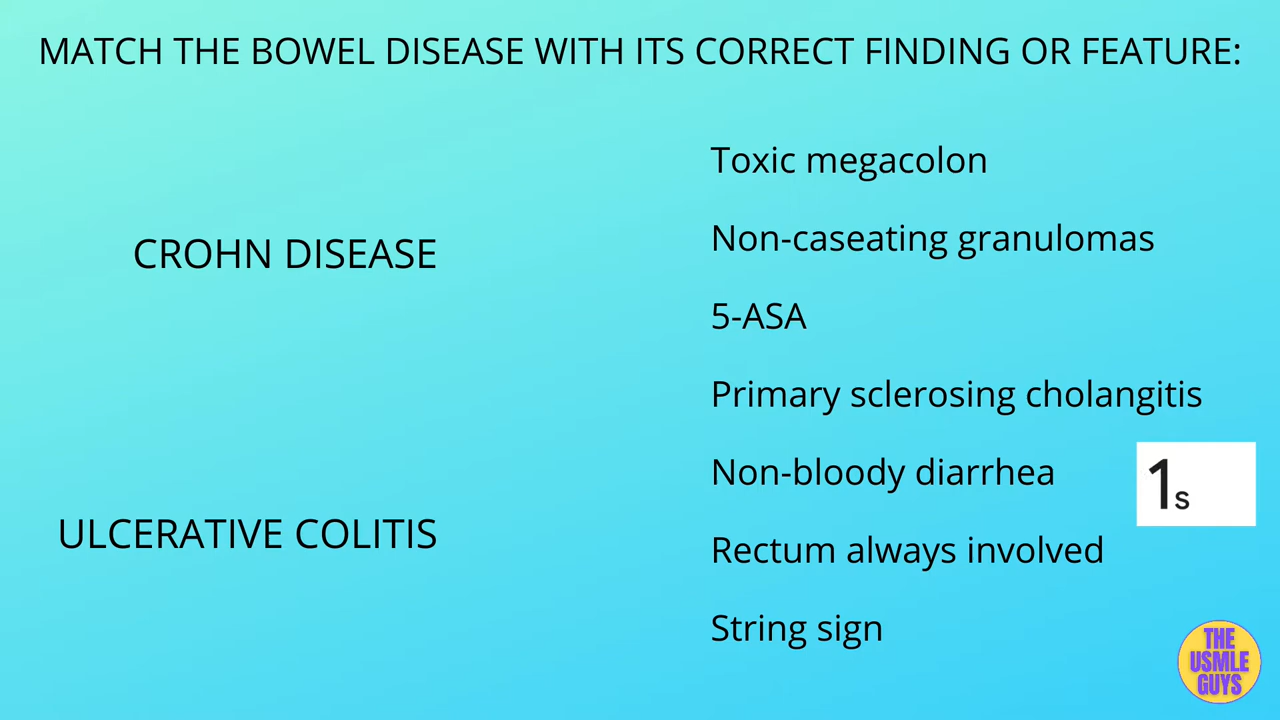 MATCH THE BOWEL DISEASE WITH ITS CORRECT FINDING OR FEATURE:
CROHN DISEASE
ULCERATIVE COLITIS
Toxic megacolon
Non-caseating granulomas
5-ASA
Primary sclerosing cholangitis
Non-bloody diarrhea
Rectum always involved
String sign
1s
THE
USMLE
GUYS